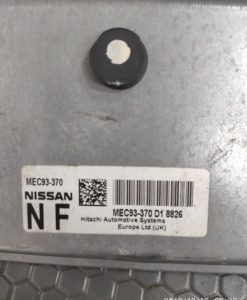 MEC93-370
NISSAN
NF
MEC93-370 D1 8826
Hitachi Automotive Systems
Europe Ltd (UK)